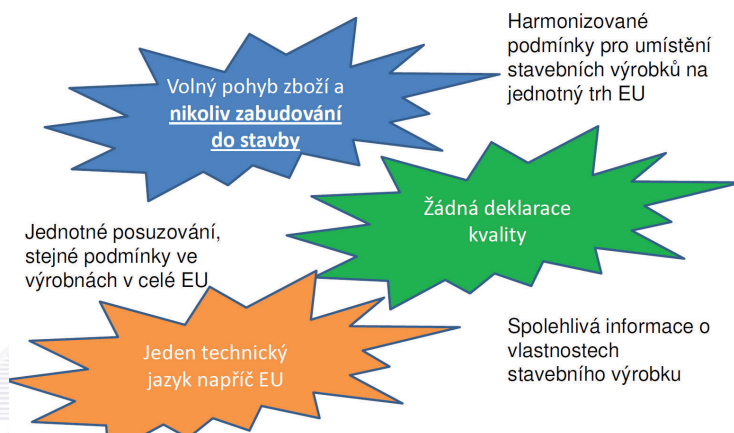 Volný pohyb zboží a
nikoliv zabudování
do stavby
Harmonizované
podmínky pro umístění
stavebních výrobků na
jednotný trh EU
Žádná deklarace
kvality
Jednotné posuzování,
stejné podmínky ve
výrobnách v celé EU
Jeden technický
jazyk napříč EU
Spolehlivá informace o
vlastnostech
stavebního výrobku